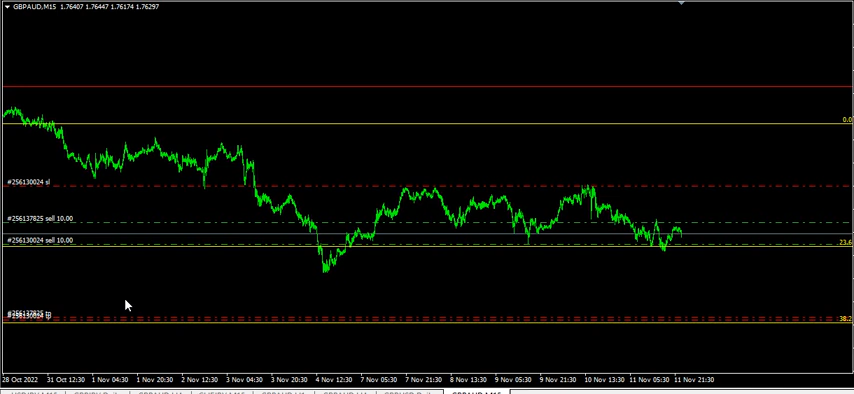 GBPAUD,M15 1.76407 1.76447 1.76174 1.76297
0.0
#256130024 sl
#256137825 sell 10.00
#256130024 sell 10.00
23.6
38.2
28 Oct 2022 31 Oct 12:30 1 Nov 04:30 1 Nov 20:30 2 Nov 12:30 3 Nov 04:30 3 Nov 20:30 4 Nov 12:30 7 Nov 05:30 7 Nov 21:30 8 Nov 13:30 9 Nov 05:30 9 Nov 21:30 10 Nov 13:30 11 Nov 05:30 11 Nov 21:30